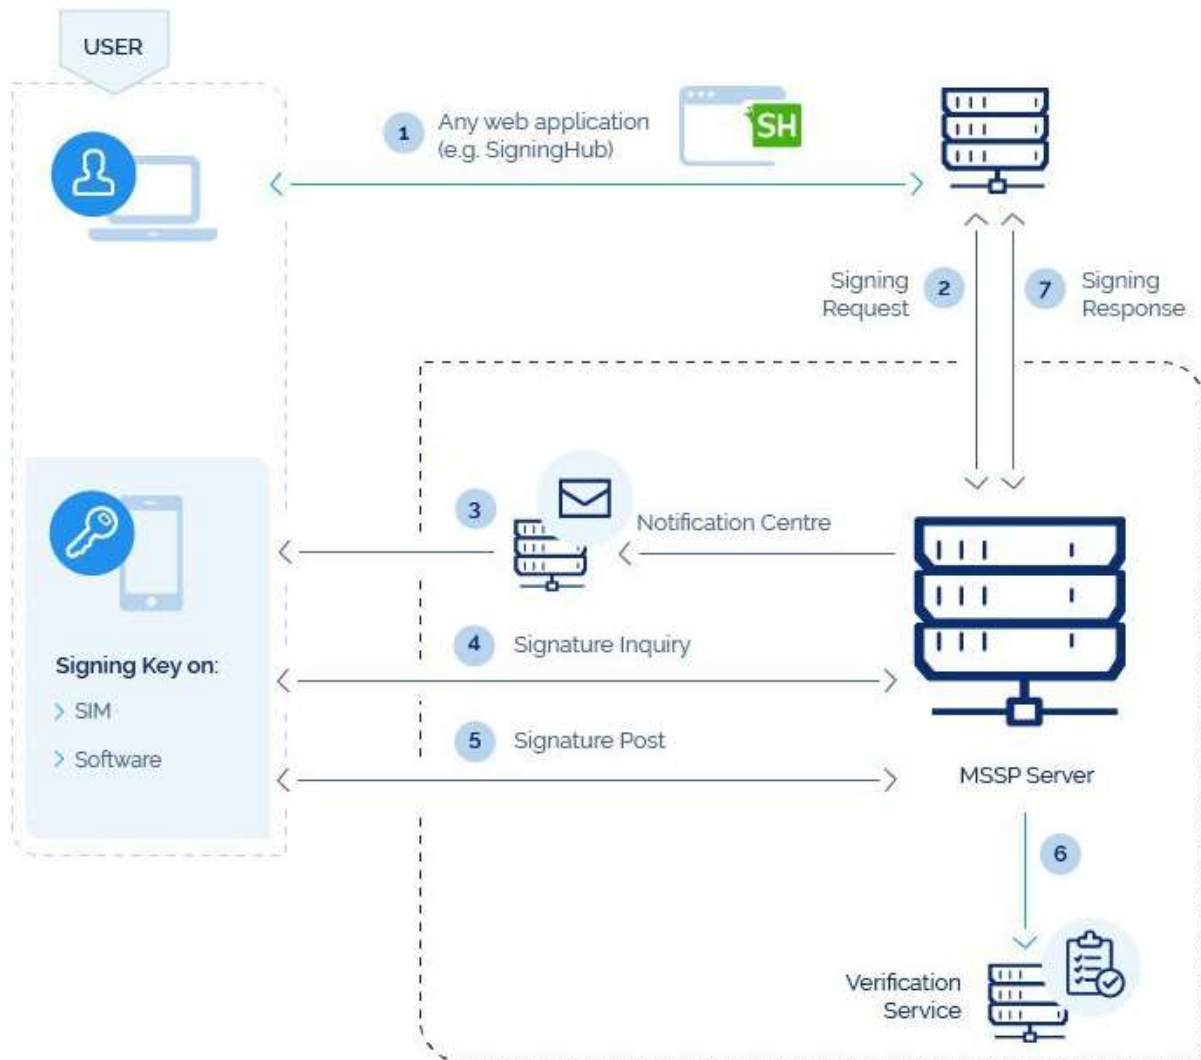 USER
1
Any web application
(e.g. SigningHub)
SH
Signing
Request
2
7
Signing
Response
3
Notification Centre
4
Signature Inquiry
Signing Key on:
> SIM
> Software
5
Signature Post
MSSP Server
6
Verification
Service